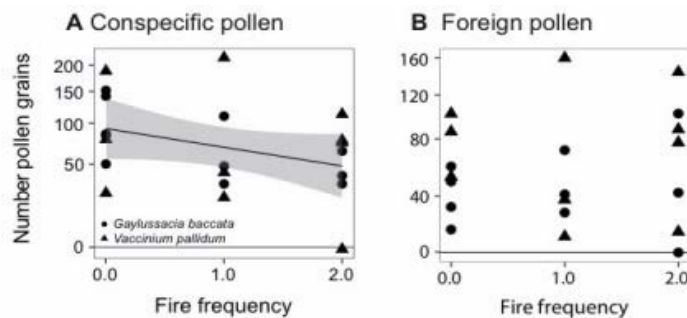 A Conspecific pollen
Number pollen grains
200
150
100
50
0
Gaylussacia baccata
Vaccinium pallidum
0.0 1.0 2.0
Fire frequency
B Foreign pollen
160
120
80
40
0
0.0 1.0 2.0
Fire frequency